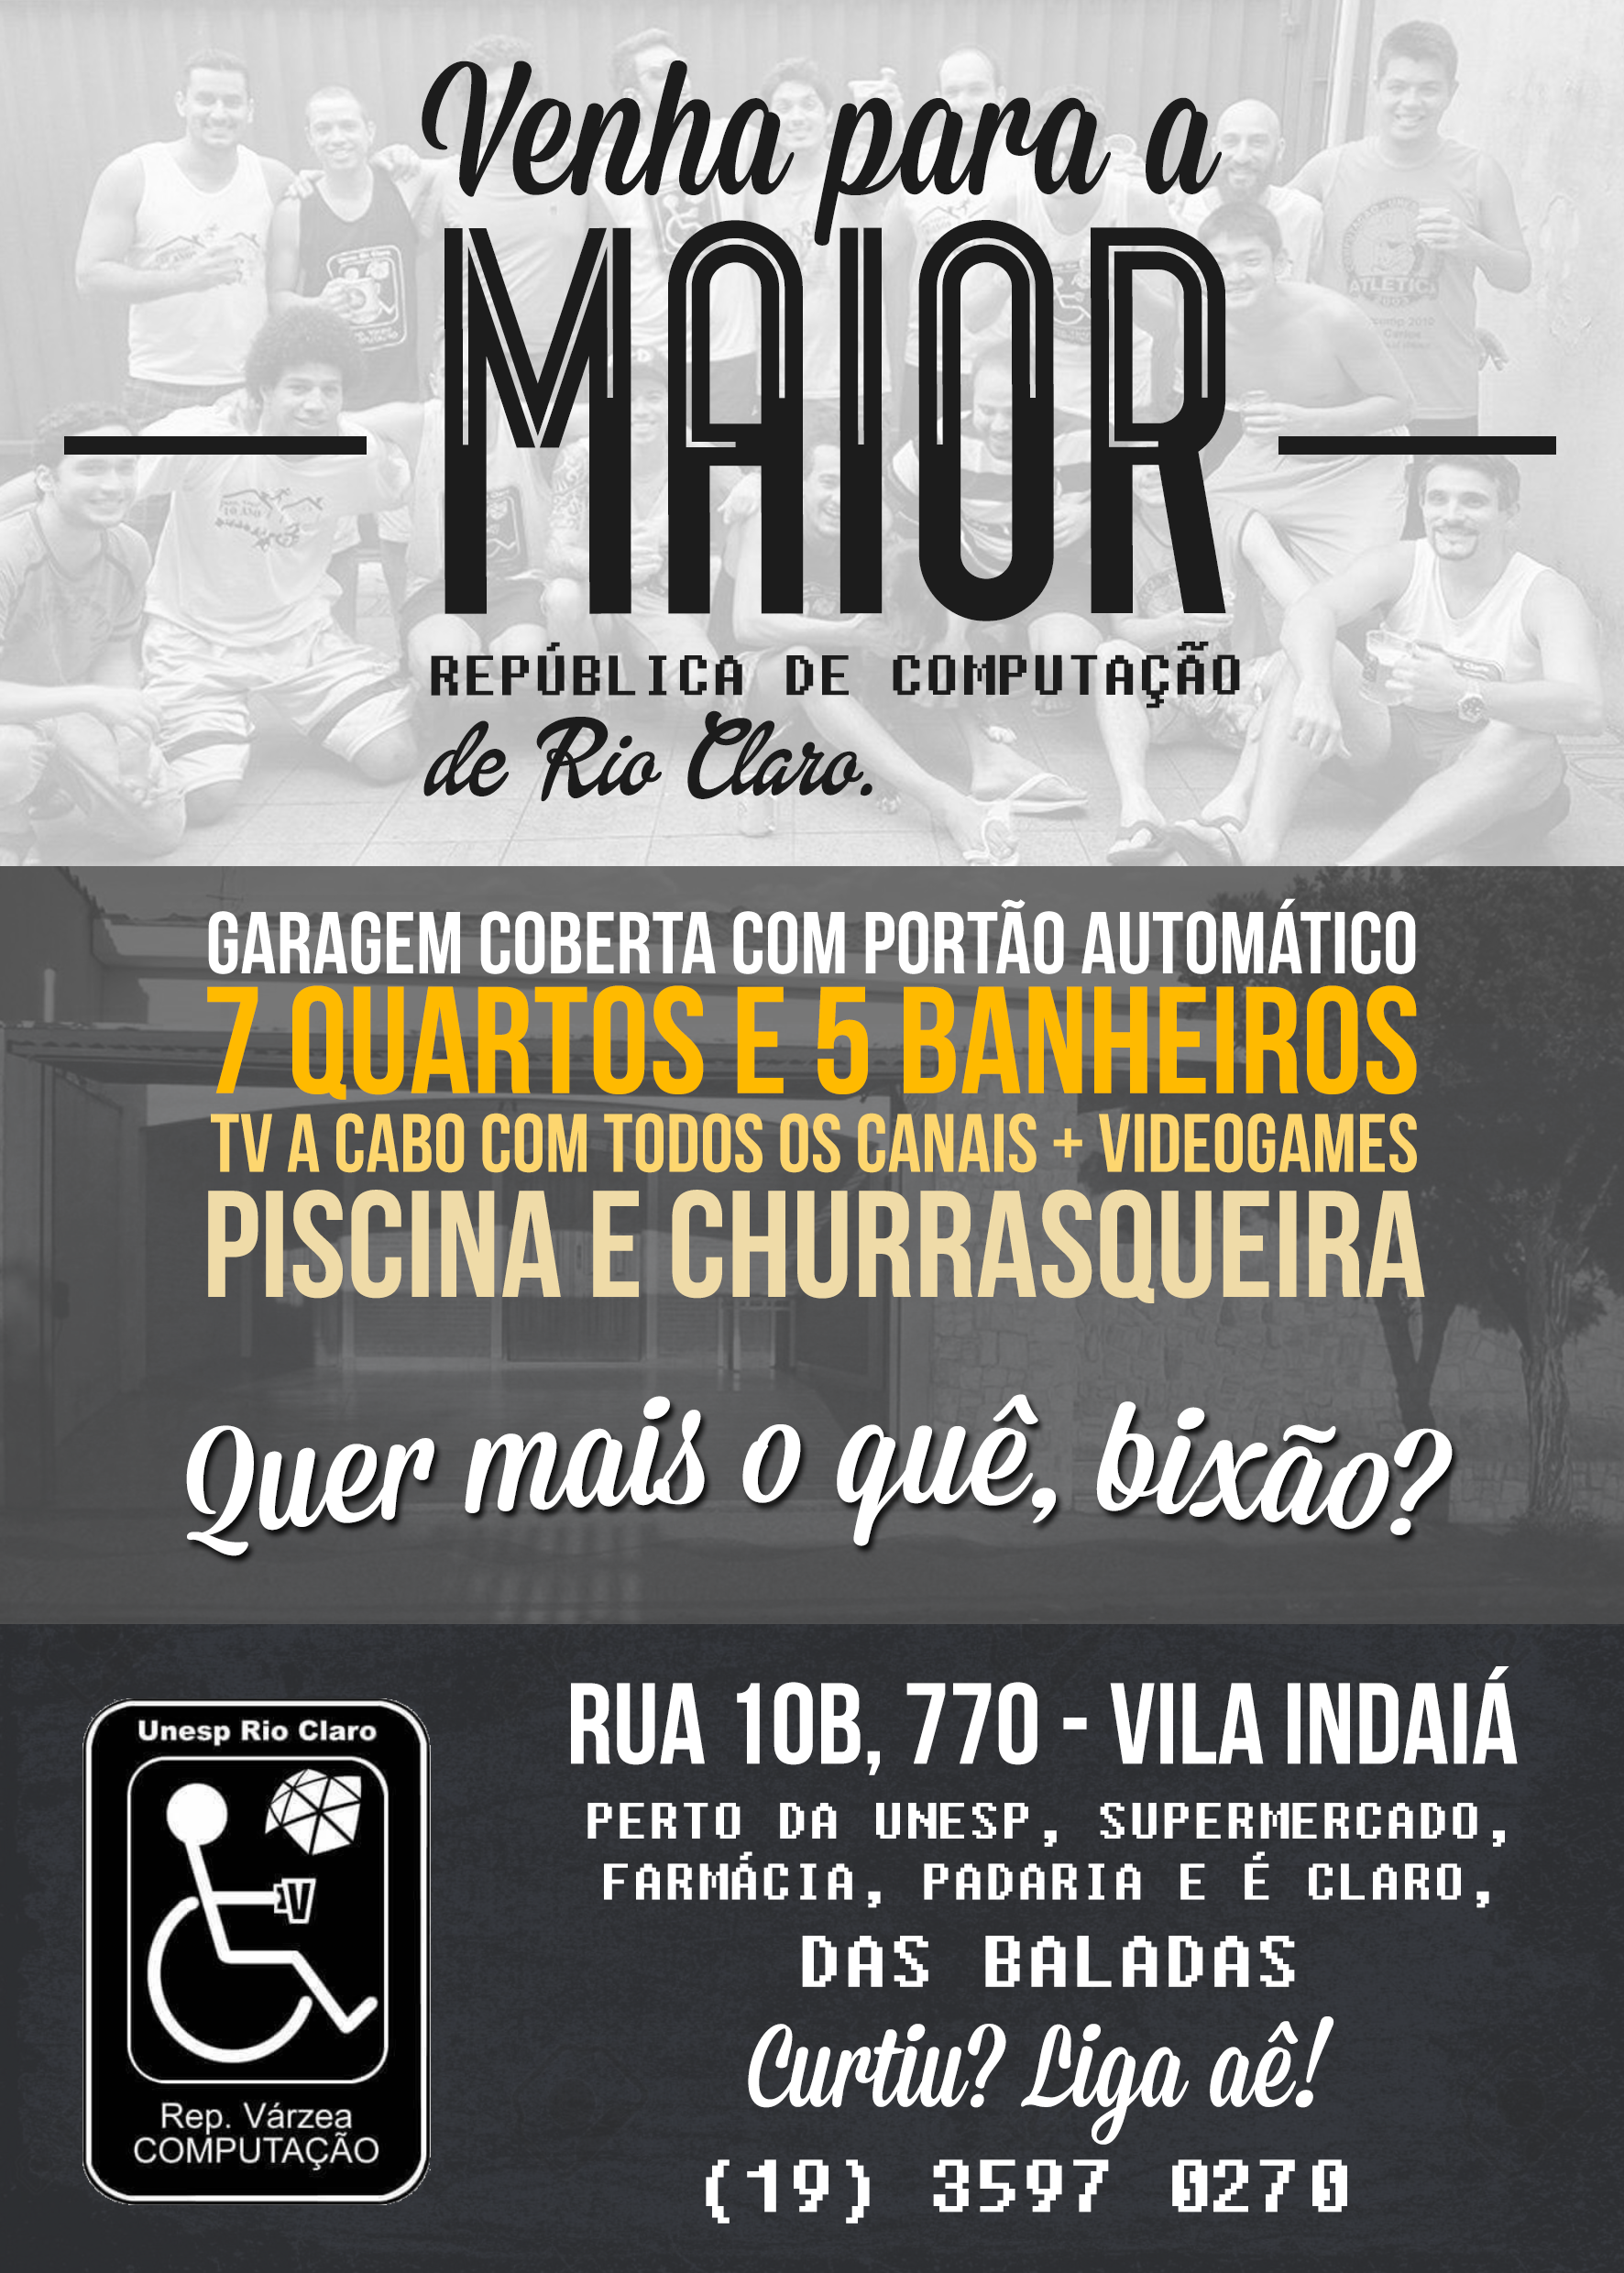 Venha para a
MAIOR
REPÚBLICA DE COMPUTAÇÃO
de Rio Claro.
ATLETICA
GARAGEM COBERTA COM PORTÃO AUTOMÁTICO
7 QUARTOS E 5 BANHEIROS
TV A CABO COM TODOS OS CANAIS + VIDEOGAMES
PISCINA E CHURRASQUEIRA
Quer mais o quê, bixão?
Unesp Rio Claro
V
Rep. Várzea
COMPUTAÇÃO
RUA 10B, 770 - VILA INDAIÁ
PERTO DA UNESP, SUPERMERCADO,
FARMÁCIA, PADARIA E É CLARO,
DAS BALADAS
Curtiu? Liga aê!
(19) 3597 0270